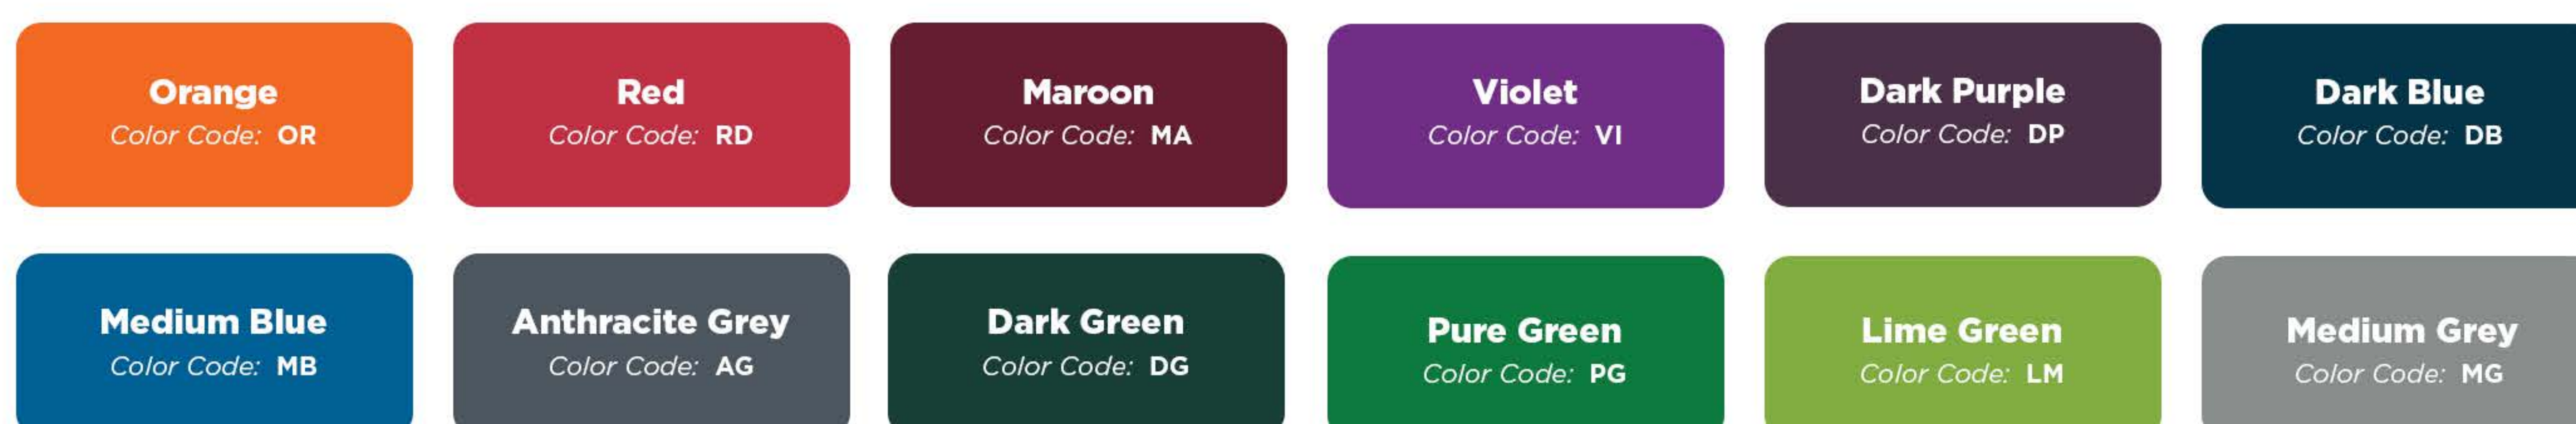 Orange
Color Code: OR
Red
Color Code: RD
Maroon
Color Code: MA
Violet
Color Code: VI
Dark Purple
Color Code: DP
Dark Blue
Color Code: DB
Medium Blue
Color Code: MB
Anthracite Grey
Color Code: AG
Dark Green
Color Code: DG
Pure Green
Color Code: PG
Lime Green
Color Code: LM
Medium Grey
Color Code: MG